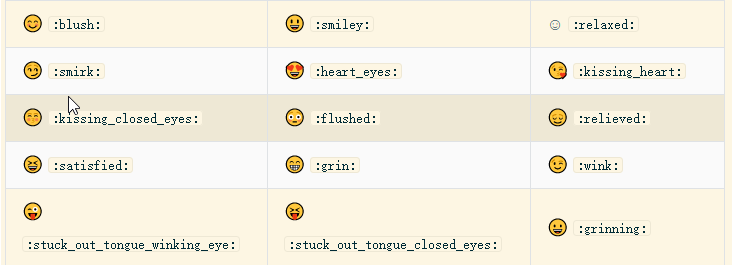 :blush: :smiley: :relaxed:
:smirk: :heart_eyes: :kissing_heart:
:kissing_closed_eyes: :flushed: :relieved:
:satisfied: :grin: :wink:
:stuck_out_tongue_winking_eye: :stuck_out_tongue_closed_eyes: :grinning: